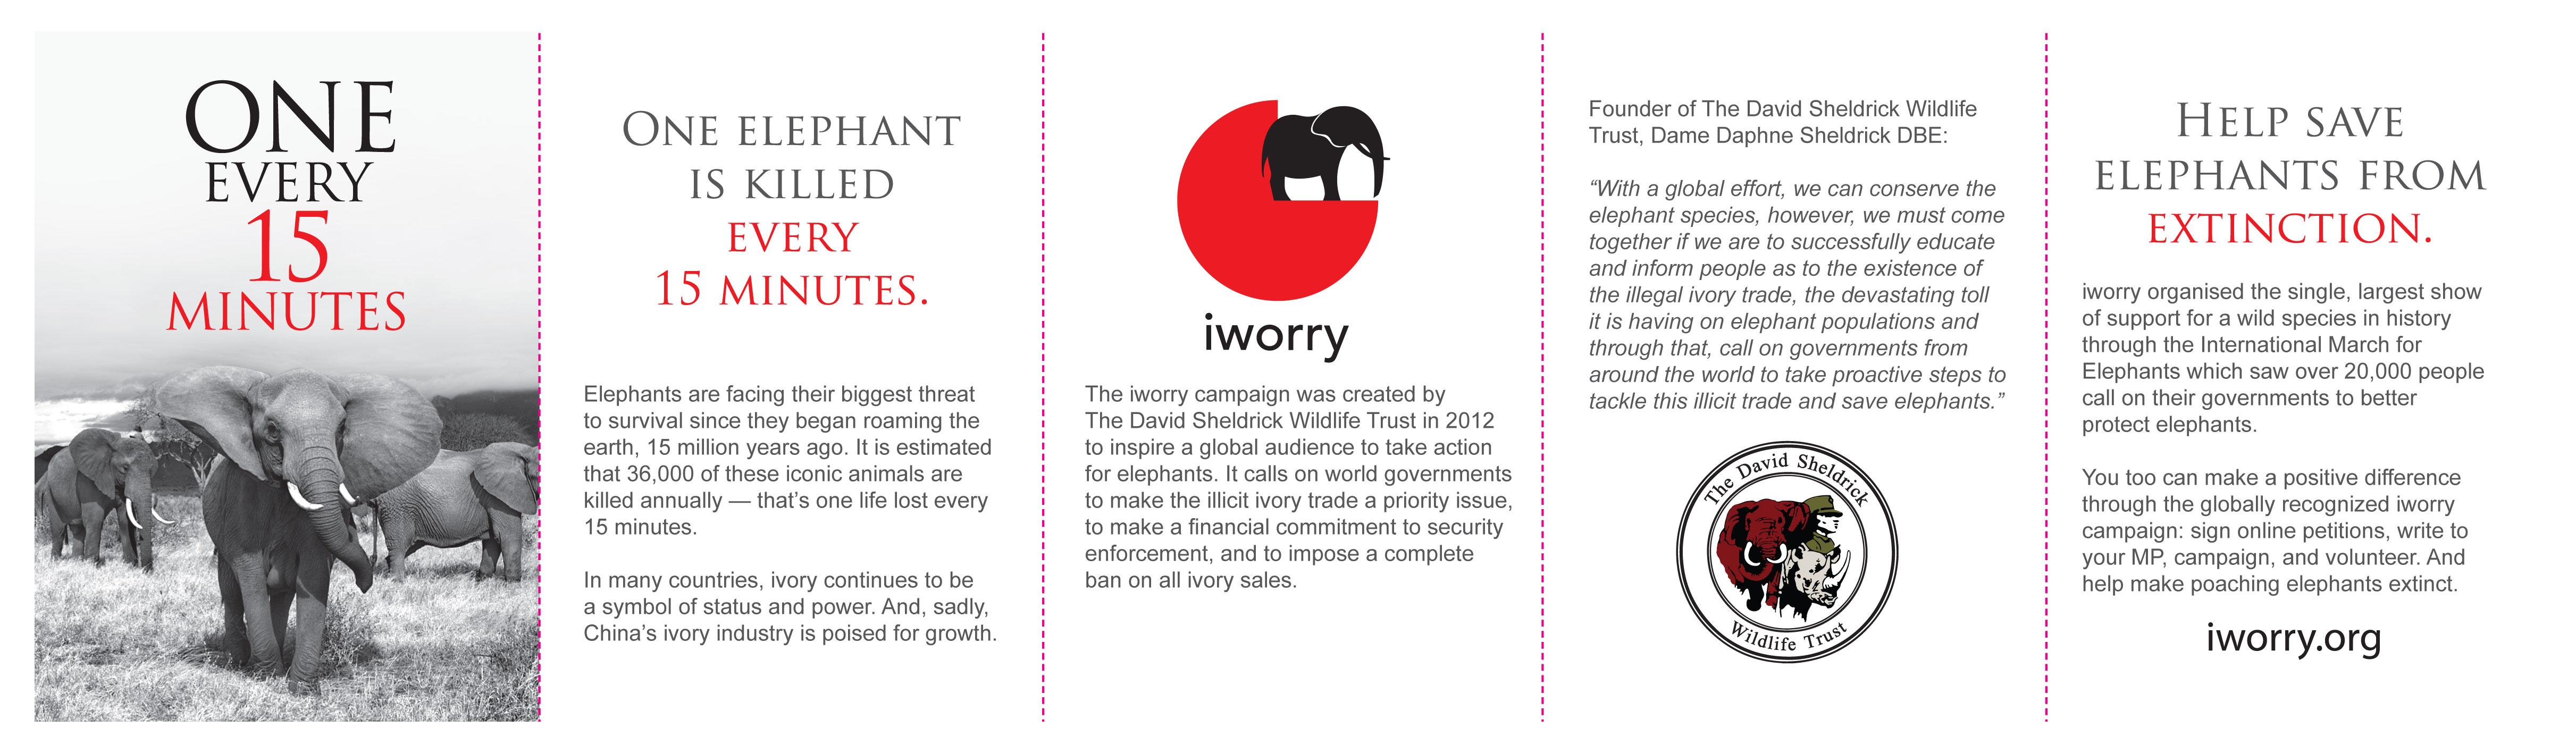 ONE
EVERY
15
MINUTES
ONE ELEPHANT
IS KILLED
EVERY
15 MINUTES.
Elephants are facing their biggest threat
to survival since they began roaming the
earth, 15 million years ago. It is estimated
that 36,000 of these iconic animals are
killed annually — that’s one life lost every
15 minutes.
In many countries, ivory continues to be
a symbol of status and power. And, sadly,
China’s ivory industry is poised for growth.
iworry
The iworry campaign was created by
The David Sheldrick Wildlife Trust in 2012
to inspire a global audience to take action
for elephants. It calls on world governments
to make the illicit ivory trade a priority issue,
to make a financial commitment to security
enforcement, and to impose a complete
ban on all ivory sales.
Founder of The David Sheldrick Wildlife
Trust, Dame Daphne Sheldrick DBE:
“With a global effort, we can conserve the
elephant species, however, we must come
together if we are to successfully educate
and inform people as to the existence of
the illegal ivory trade, the devastating toll
it is having on elephant populations and
through that, call on governments from
around the world to take proactive steps to
tackle this illicit trade and save elephants.”
The David Sheldrick
Wildlife Trust
HELP SAVE
ELEPHANTS FROM
EXTINCTION.
iworry organised the single, largest show
of support for a wild species in history
through the International March for
Elephants which saw over 20,000 people
call on their governments to better
protect elephants.
You too can make a positive difference
through the globally recognized iworry
campaign: sign online petitions, write to
your MP, campaign, and volunteer. And
help make poaching elephants extinct.
iworry.org